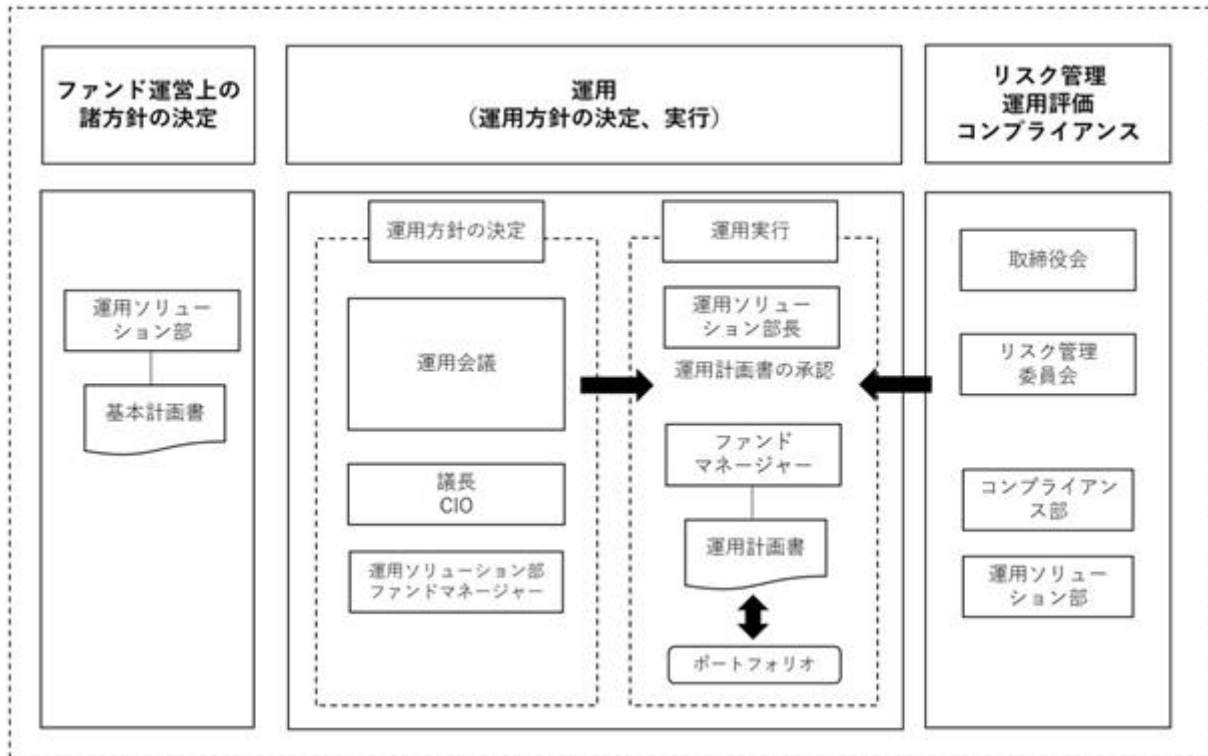 ファンド運営上の
諸方針の決定
運用
（運用方針の決定、実行）
リスク管理
運用評価
コンプライアンス
運用ソリュー
ション部
基本計画書
運用方針の決定
運用会議
議長
CIO
運用ソリューション部
ファンドマネージャー
運用実行
運用ソリュー
ション部長
運用計画書の承認
ファンド
マネージャー
運用計画書
ポートフォリオ
取締役会
リスク管理
委員会
コンプライアン
ス部
運用ソリュー
ション部